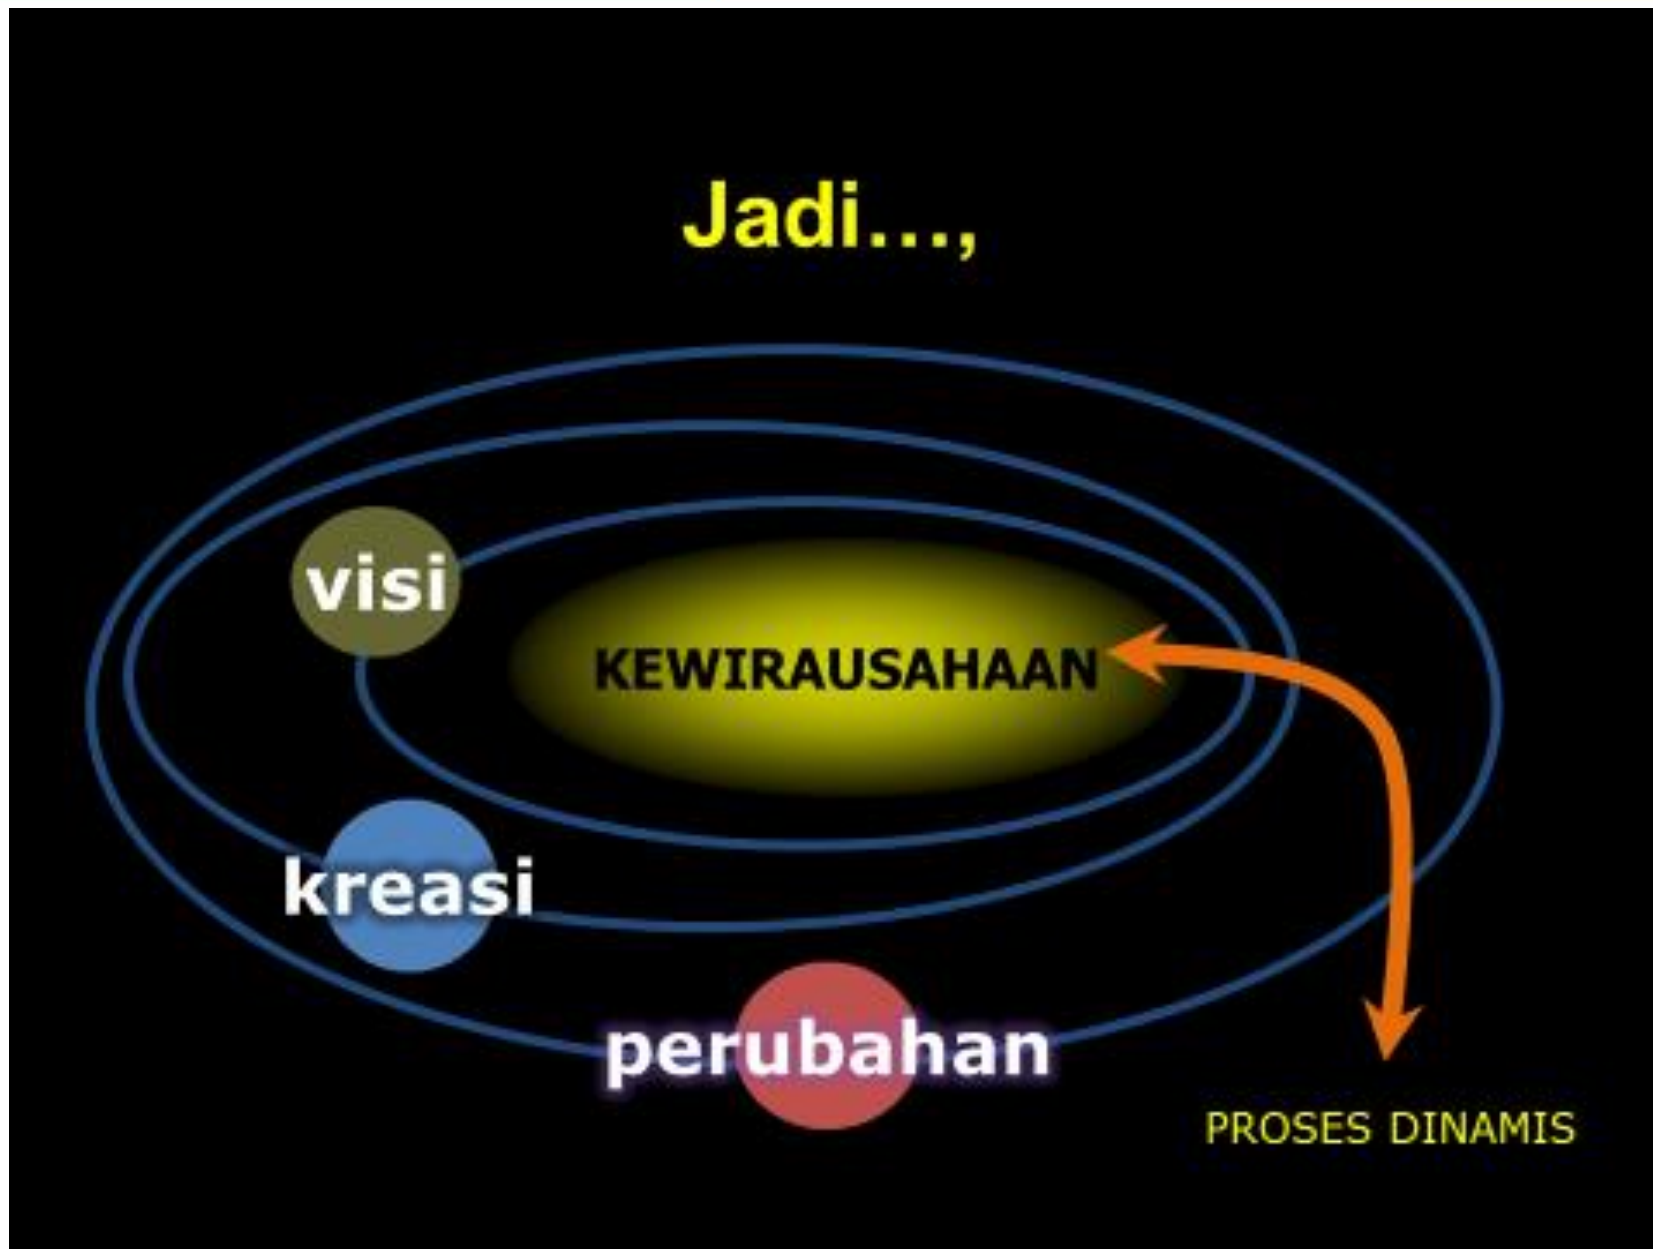 Jadi...,
visi
KEWIRAUSAHAAN
kreasi
perubahan
PROSES DINAMIS